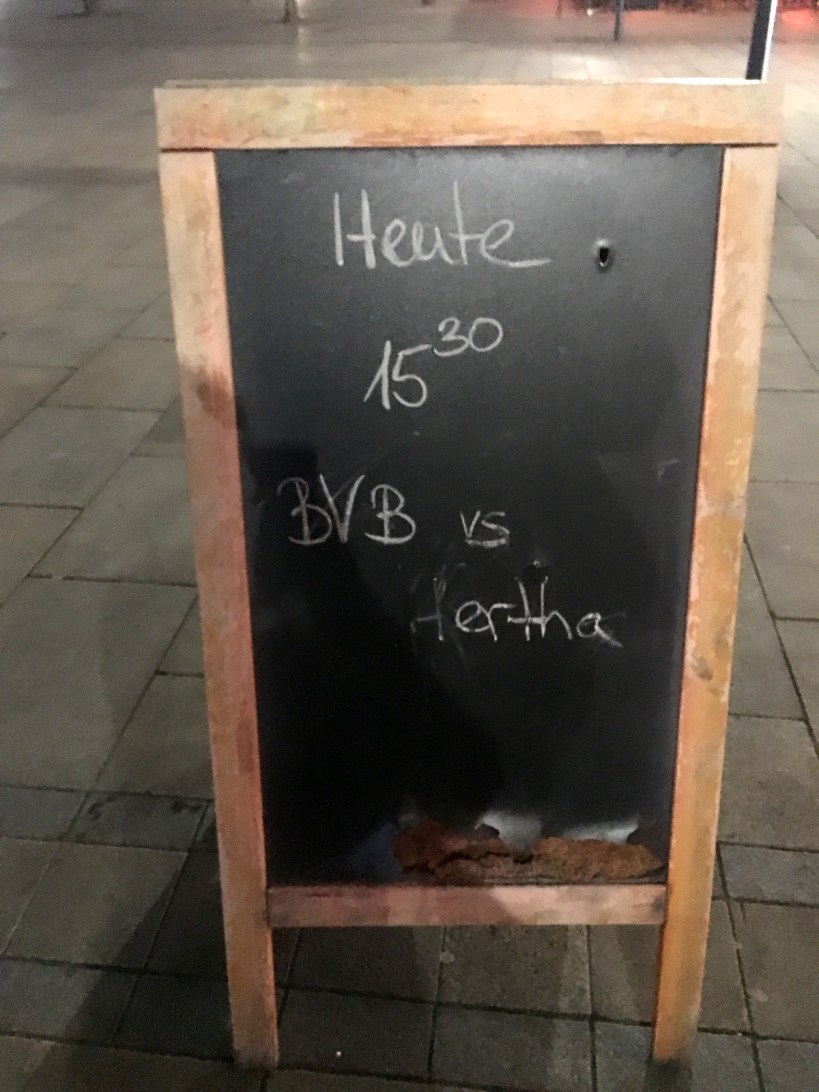 Heute
15³⁰
BVB vs
Hertha